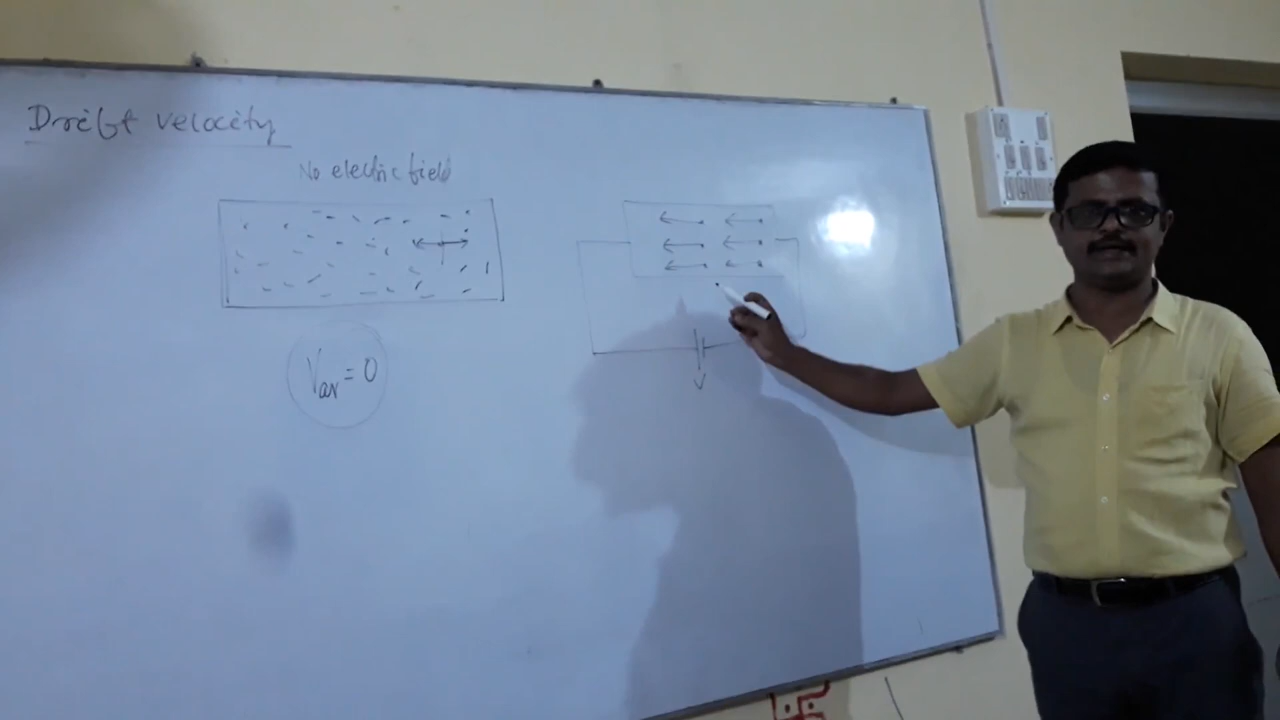 Drift velocity
No electric field
Vav = 0
V